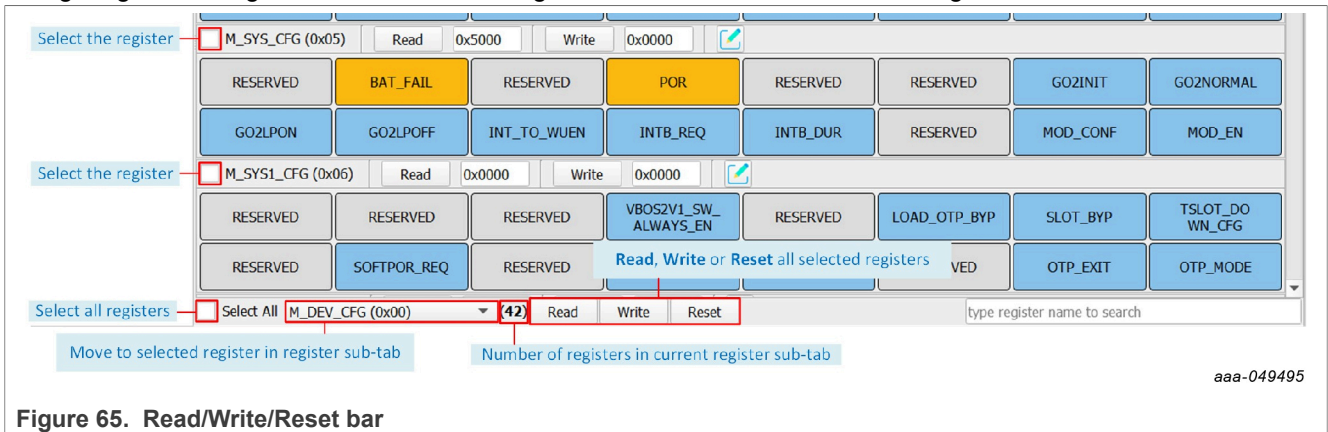 Select the register
M_SYS_CFG (0x05) Read 0x5000 Write 0x0000
RESERVED BAT_FAIL RESERVED POR RESERVED RESERVED GO2INIT GO2NORMAL
GO2LPON GO2LPOFF INT_TO_WUEN INTB_REQ INTB_DUR RESERVED MOD_CONF MOD_EN
Select the register
M_SYS1_CFG (0x06) Read 0x0000 Write 0x0000
RESERVED RESERVED RESERVED VBOS2V1_SW_ RESERVED LOAD_OTP_BYP SLOT_BYP TSLOT_DO
ALWAYS_EN WN_CFG
Read, Write or Reset all selected registers
RESERVED SOFTPOR_REQ RESERVED VED OTP_EXIT OTP_MODE
Select all registers
Select All M_DEV_CFG (0x00) (42) Read Write Reset type register name to search
Move to selected register in register sub-tab Number of registers in current register sub-tab
aaa-049495
Figure 65. Read/Write/Reset bar